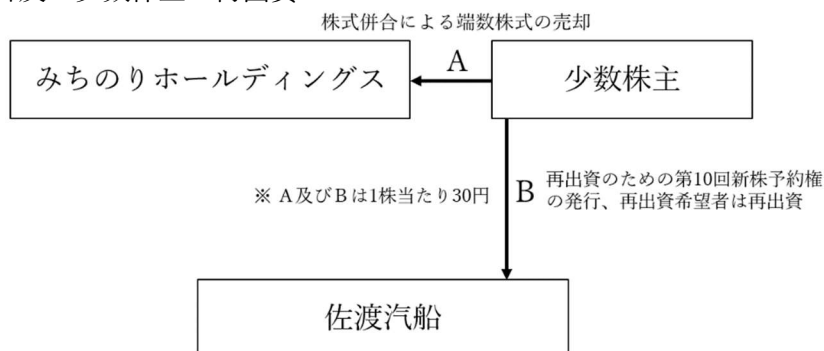 株式併合による端数株式の売却
みちのりホールディングス
A
少数株主
※ A及びBは1株当たり30円
B
再出資のための第10回新株予約権
の発行、再出資希望者は再出資
佐渡汽船